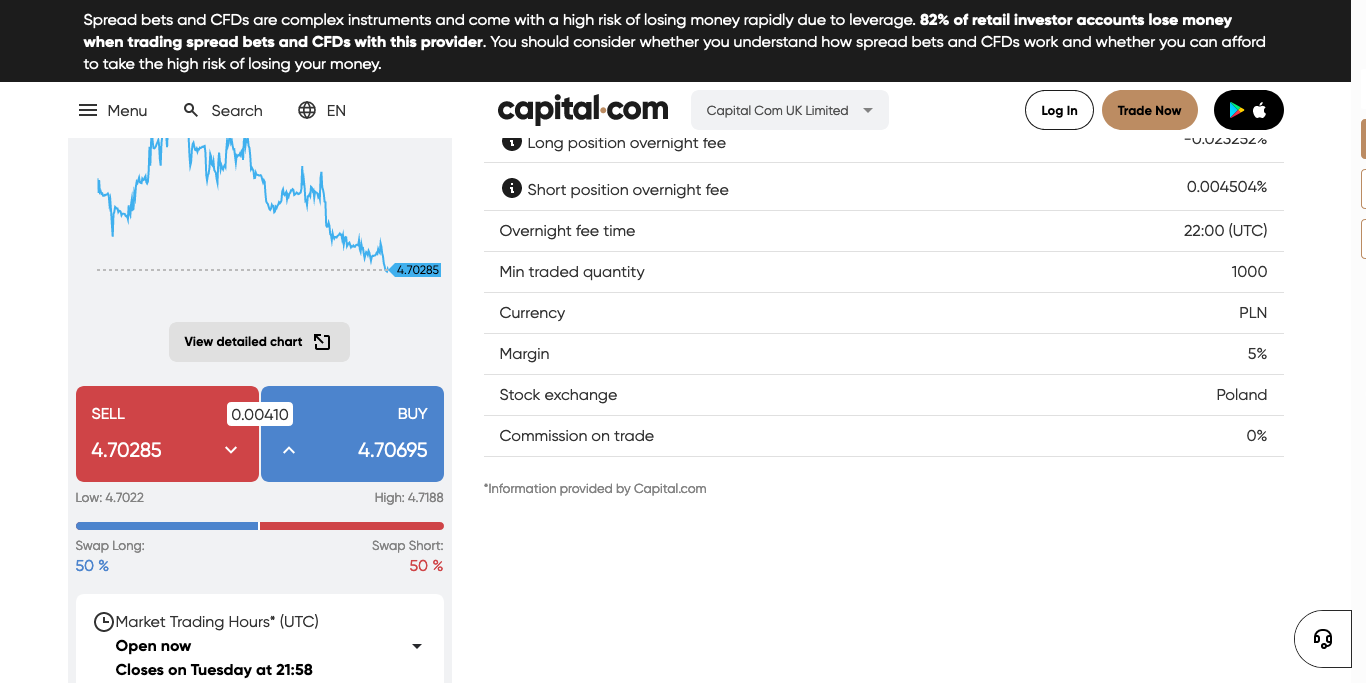 Spread bets and CFDs are complex instruments and come with a high risk of losing money rapidly due to leverage. 82% of retail investor accounts lose money
when trading spread bets and CFDs with this provider. You should consider whether you understand how spread bets and CFDs work and whether you can afford
to take the high risk of losing your money.
Menu
Search
EN
capital.com
Capital Com UK Limited
Log In
Trade Now
4.70285
View detailed chart
SELL
4.70285
0.00410
BUY
4.70695
Low: 4.7022
High: 4.7188
Swap Long:
50 %
Swap Short:
50 %
Market Trading Hours* (UTC)
Open now
Closes on Tuesday at 21:58
Long position overnight fee -0.023252%
Short position overnight fee 0.004504%
Overnight fee time 22:00 (UTC)
Min traded quantity 1000
Currency PLN
Margin 5%
Stock exchange Poland
Commission on trade 0%
*Information provided by Capital.com